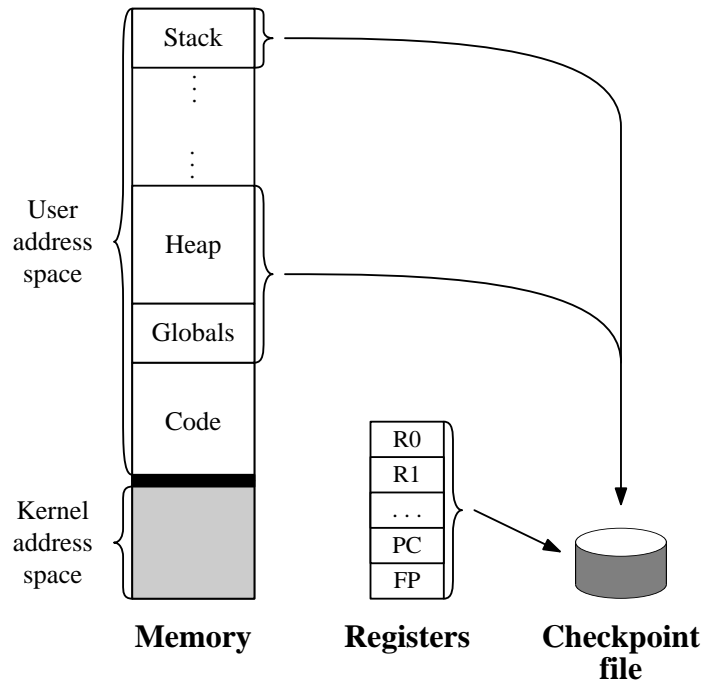 Stack
Heap
Globals
Code
User
address
space
Kernel
address
space
R0
R1
. . .
PC
FP
Memory
Registers
Checkpoint
file